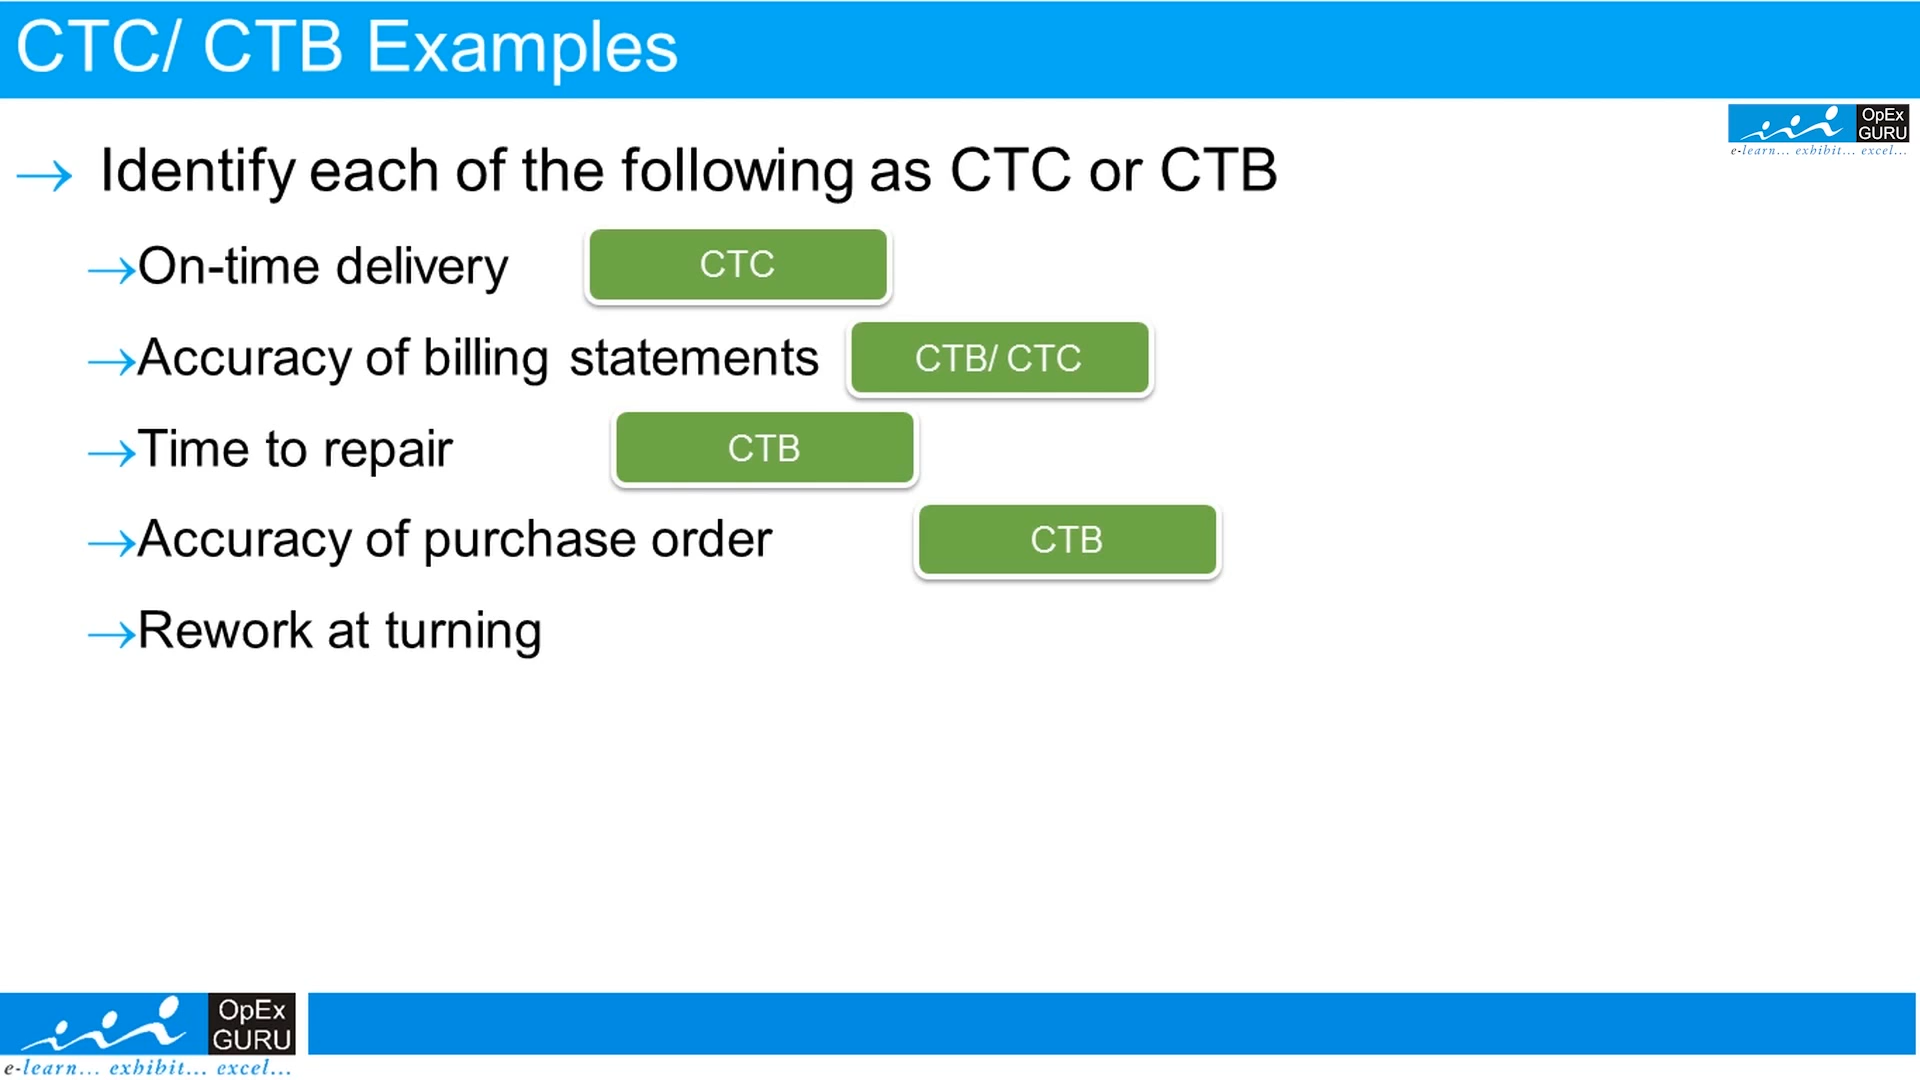 CTC/ CTB Examples
OpEx
GURU
e-learn... exhibit... excel...
→ Identify each of the following as CTC or CTB
→On-time delivery CTC
→Accuracy of billing statements CTB/ CTC
→Time to repair CTB
→Accuracy of purchase order CTB
→Rework at turning
OpEx
GURU
e-learn... exhibit... excel...